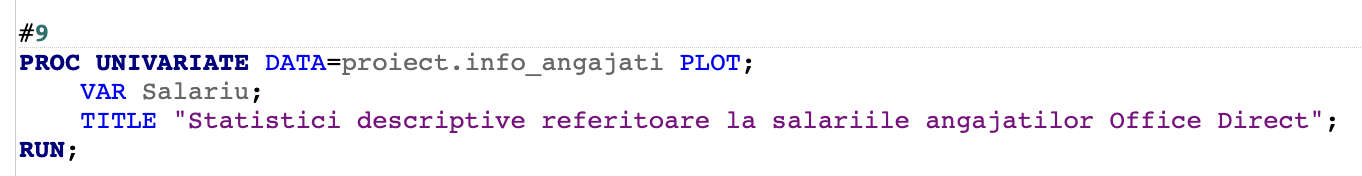 #9
PROC UNIVARIATE DATA=proiect.info_angajati PLOT;
    VAR Salariu;
    TITLE "Statistici descriptive referitoare la salariile angajatilor Office Direct";
RUN;